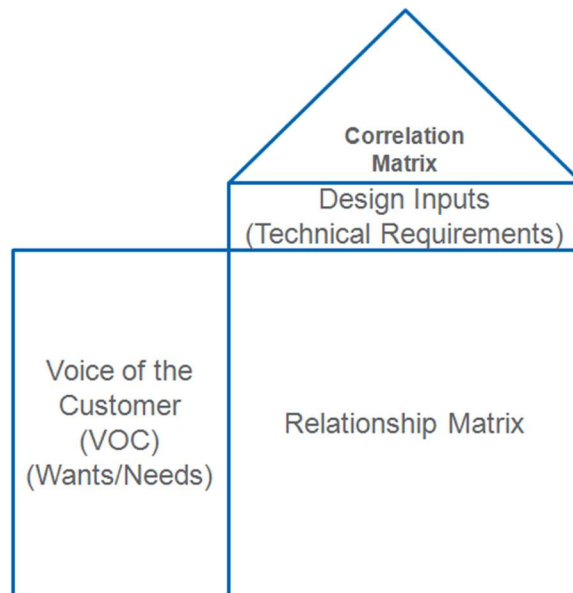 Correlation
Matrix
Design Inputs
(Technical Requirements)
Voice of the
Customer
(VOC)
(Wants/Needs)
Relationship Matrix